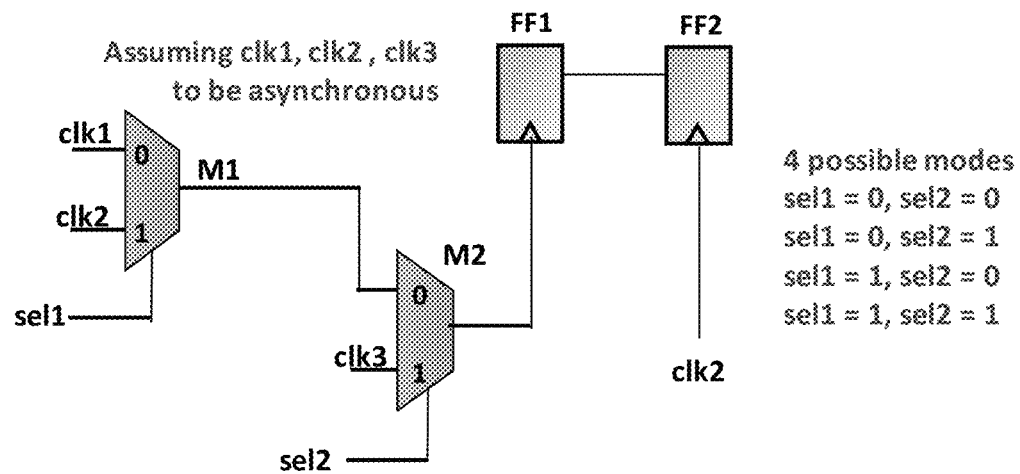 FF1
FF2
Assuming clk1, clk2 , clk3
to be asynchronous
clk1
0
M1
clk2
1
4 possible modes
sel1 = 0, sel2 = 0
sel1 = 0, sel2 = 1
sel1 = 1, sel2 = 0
sel1 = 1, sel2 = 1
M2
0
sel1
clk3
1
clk2
sel2